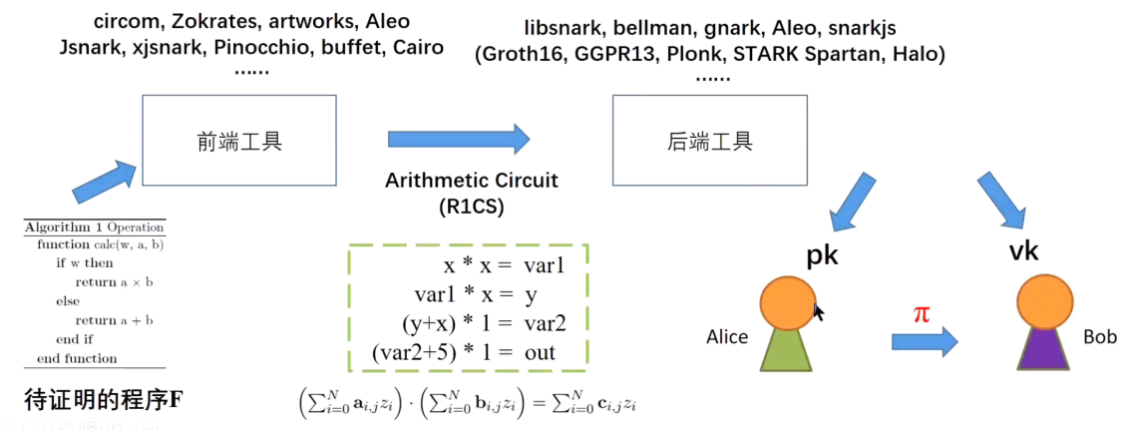 circom, Zokrates, artworks, Aleo
Jsnark, xjsnark, Pinocchio, buffet, Cairo
······
libsnark, bellman, gnark, Aleo, snarkjs
(Groth16, GGPR13, Plonk, STARK Spartan, Halo)
······
前端工具
后端工具
Arithmetic Circuit
(R1CS)
Algorithm 1 Operation
function calc(w, a, b)
if w then
return a × b
else
return a + b
end if
end function
待证明的程序F
x * x = var1
var1 * x = y
(y+x) * 1 = var2
(var2+5) * 1 = out
(∑_{i=0}^{N} a_{i,j} z_i) · (∑_{i=0}^{N} b_{i,j} z_i) = ∑_{i=0}^{N} c_{i,j} z_i
pk
vk
Alice
π
Bob